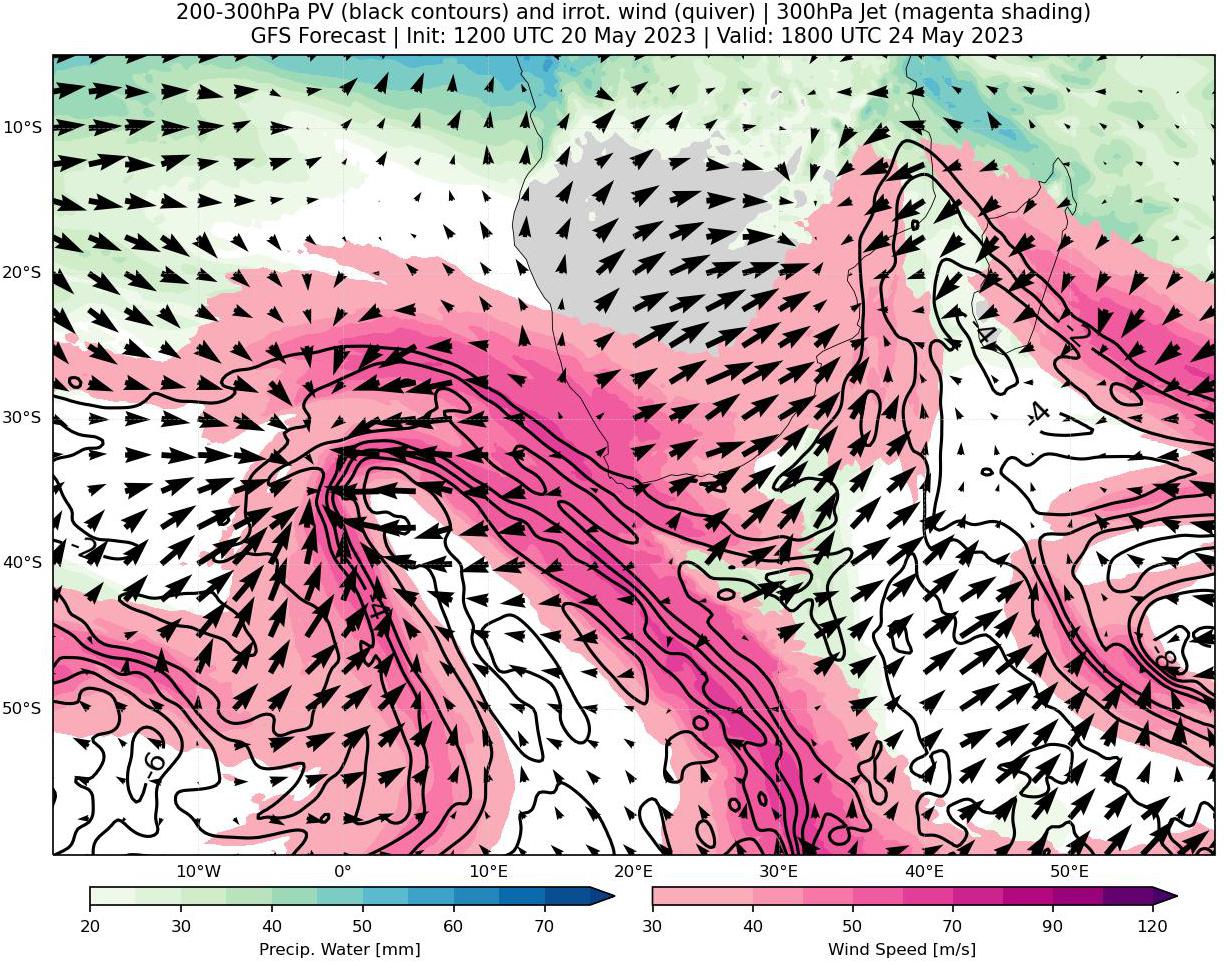 200-300hPa PV (black contours) and irrot. wind (quiver) | 300hPa Jet (magenta shading)
GFS Forecast | Init: 1200 UTC 20 May 2023 | Valid: 1800 UTC 24 May 2023
10°S
20°S
30°S
40°S
50°S
-4
-2
-4
-4
-8
-6
10°W 0° 10°E 20°E 30°E 40°E 50°E
20 30 40 50 60 70
Precip. Water [mm]
30 40 50 70 90 120
Wind Speed [m/s]